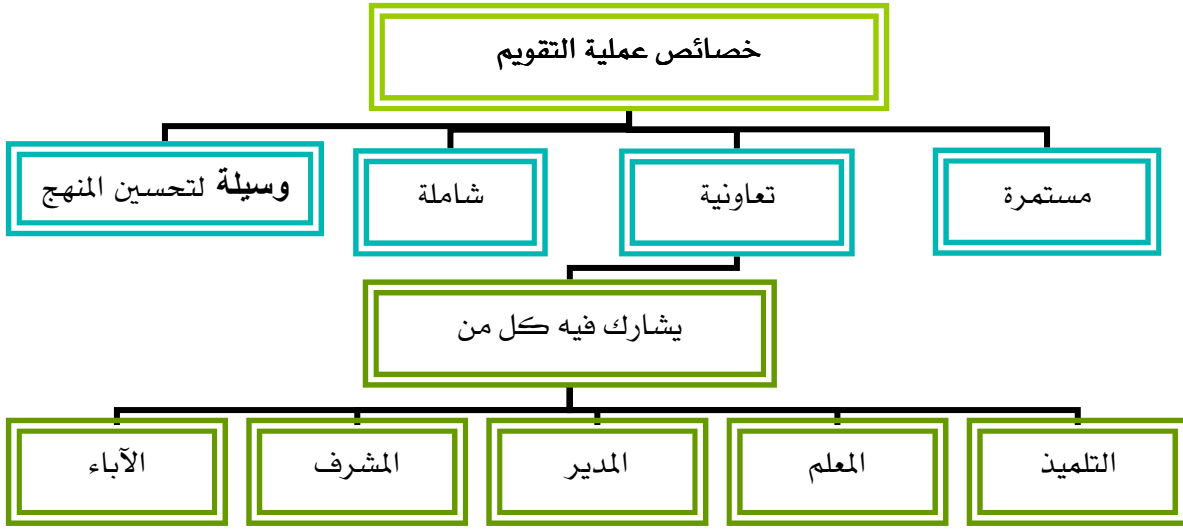 خصائص عملية التقويم
مستمرة
تعاونية
شاملة
وسيلة لتحسين المنهج
يشارك فيه كل من
التلميذ
المعلم
المدير
المشرف
الآباء